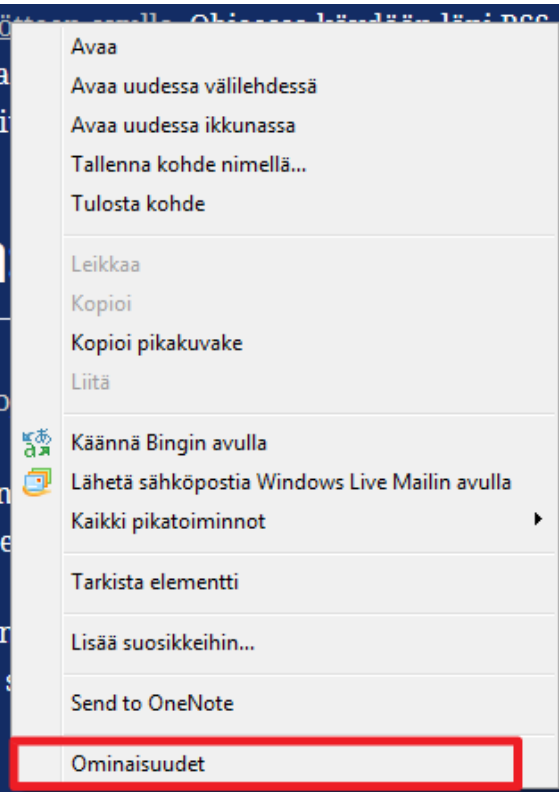 Avaa
Avaa uudessa välilehdessä
Avaa uudessa ikkunassa
Tallenna kohde nimellä...
Tulosta kohde
Leikkaa
Kopioi
Kopioi pikakuvake
Liitä
Käännä Bingin avulla
Lähetä sähköpostia Windows Live Mailin avulla
Kaikki pikatoiminnot
Tarkista elementti
Lisää suosikkeihin...
Send to OneNote
Ominaisuudet